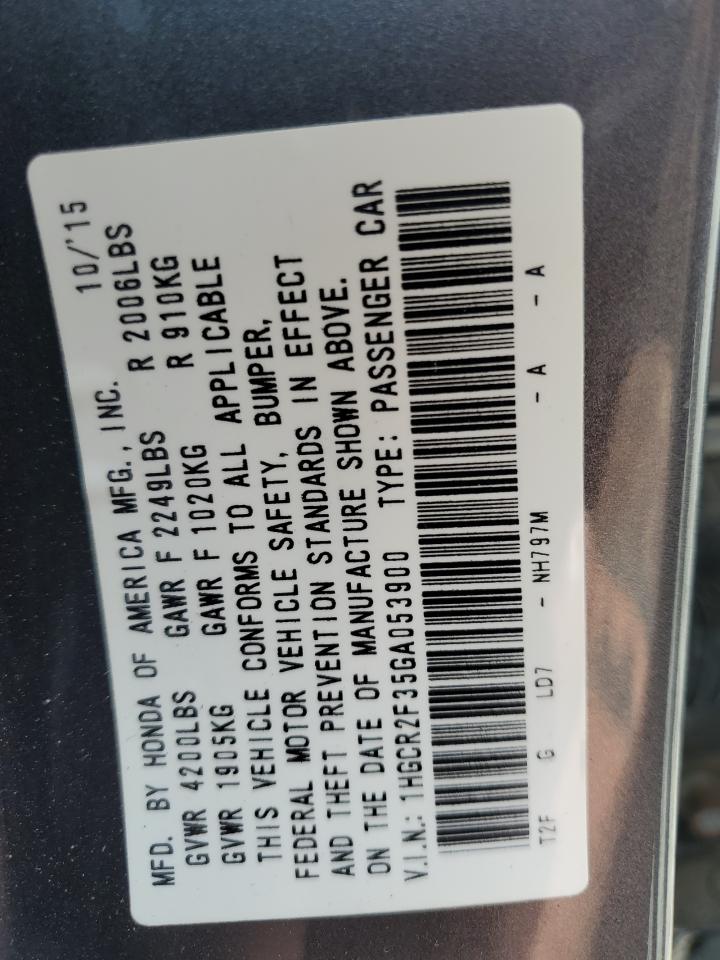 MFD. BY HONDA OF AMERICA MFG., INC. 10/'15
GVWR 4200LBS GAWR F 2249LBS R 2006LBS
GVWR 1905KG GAWR F 1020KG R 910KG
THIS VEHICLE CONFORMS TO ALL APPLICABLE
FEDERAL MOTOR VEHICLE SAFETY, BUMPER,
AND THEFT PREVENTION STANDARDS IN EFFECT
ON THE DATE OF MANUFACTURE SHOWN ABOVE.
V.I.N.: 1HGCR2F35GA053900 TYPE: PASSENGER CAR
T2F G LD7 - NH797M - A - A